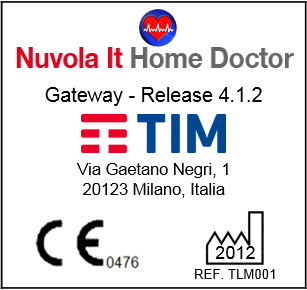 Nuvola It Home Doctor
Gateway - Release 4.1.2
TIM
Via Gaetano Negri, 1
20123 Milano, Italia
CE 0476
2012
REF. TLM001